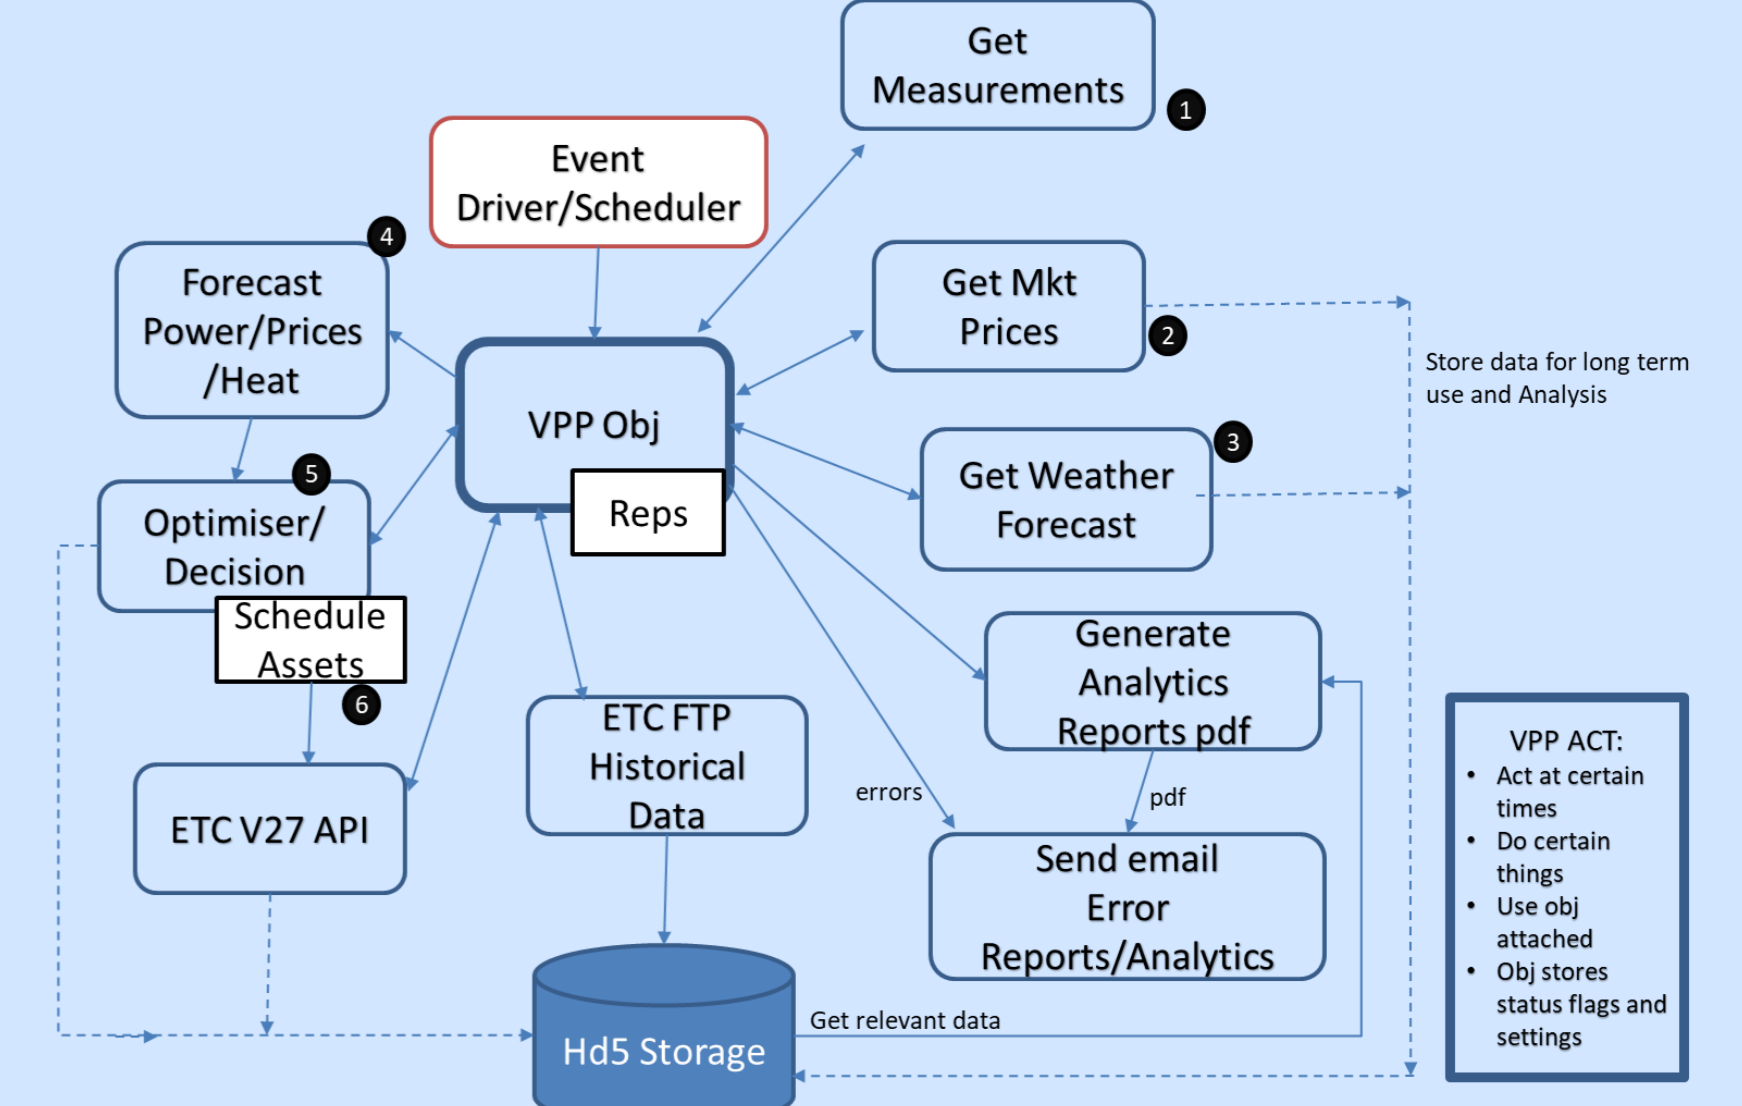 Get
Measurements
1
Event
Driver/Scheduler
4
Forecast
Power/Prices
/Heat
Get Mkt
Prices
2
Store data for long term
use and Analysis
VPP Obj
Reps
3
Get Weather
Forecast
5
Optimiser/
Decision
Schedule
Assets
6
ETC V27 API
ETC FTP
Historical
Data
Generate
Analytics
Reports pdf
errors
pdf
Send email
Error
Reports/Analytics
Get relevant data
Hd5 Storage
VPP ACT:
• Act at certain
times
• Do certain
things
• Use obj
attached
• Obj stores
status flags and
settings